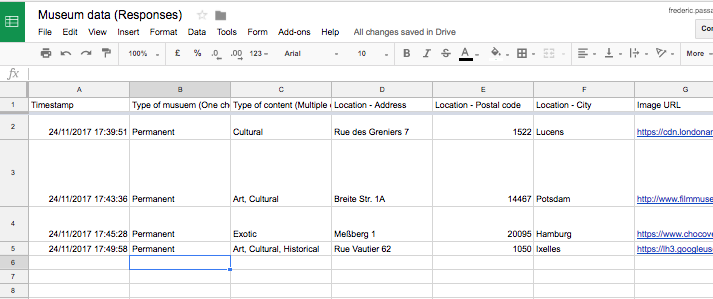 Museum data (Responses)
frederic.passa
File Edit View Insert Format Data Tools Form Add-ons Help All changes saved in Drive
Cor
100% £ % .0 .00 123 Arial 10 B I S A More
fx
A B C D E F G
1 Timestamp Type of musuem (One ch Type of content (Multiple Location - Address Location - Postal code Location - City Image URL
2 24/11/2017 17:39:51 Permanent Cultural Rue des Greniers 7 1522 Lucens https://cdn.londonar
3 24/11/2017 17:43:36 Permanent Art, Cultural Breite Str. 1A 14467 Potsdam http://www.filmmuse
4 24/11/2017 17:45:28 Permanent Exotic Meßberg 1 20095 Hamburg https://www.chocove
5 24/11/2017 17:49:58 Permanent Art, Cultural, Historical Rue Vautier 62 1050 Ixelles https://lh3.googleus
6
7
8